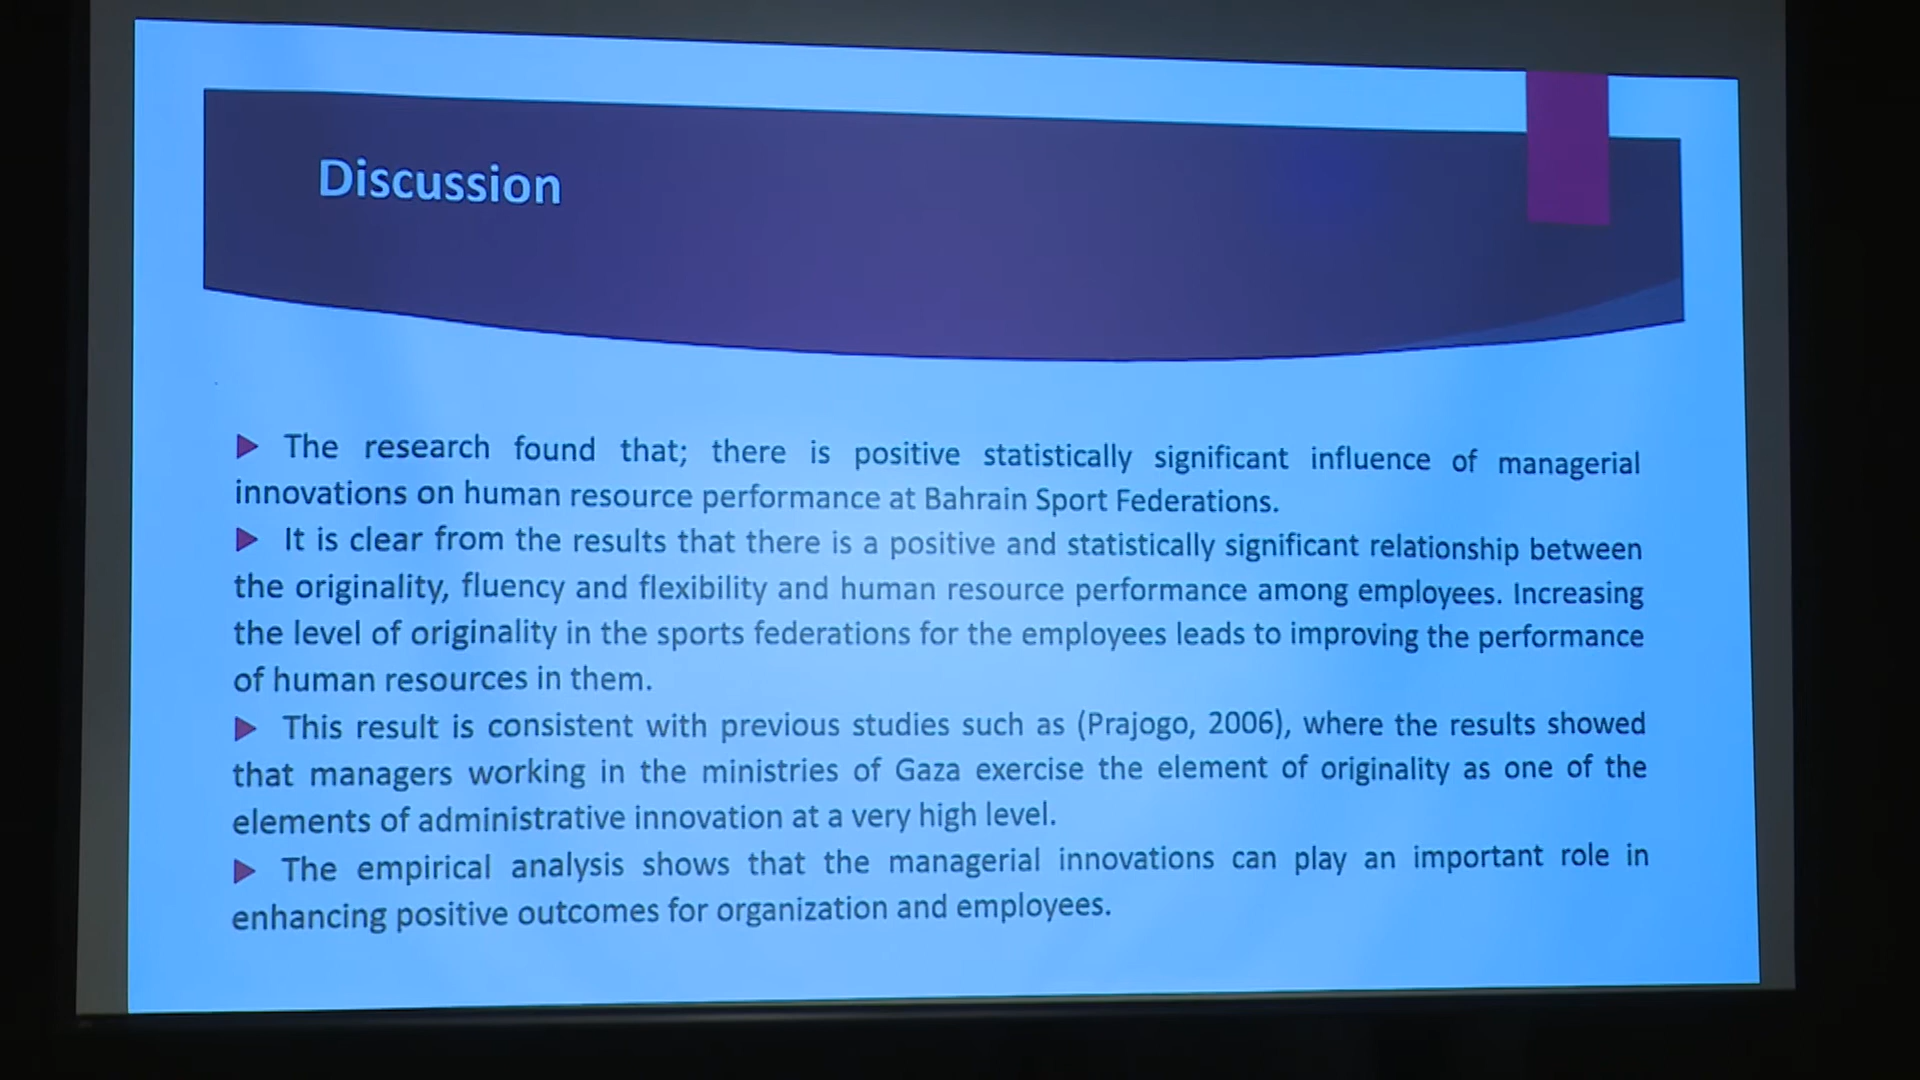 Discussion
The research found that; there is positive statistically significant influence of managerial
innovations on human resource performance at Bahrain Sport Federations.
It is clear from the results that there is a positive and statistically significant relationship between
the originality, fluency and flexibility and human resource performance among employees. Increasing
the level of originality in the sports federations for the employees leads to improving the performance
of human resources in them.
This result is consistent with previous studies such as (Prajogo, 2006), where the results showed
that managers working in the ministries of Gaza exercise the element of originality as one of the
elements of administrative innovation at a very high level.
The empirical analysis shows that the managerial innovations can play an important role in
enhancing positive outcomes for organization and employees.